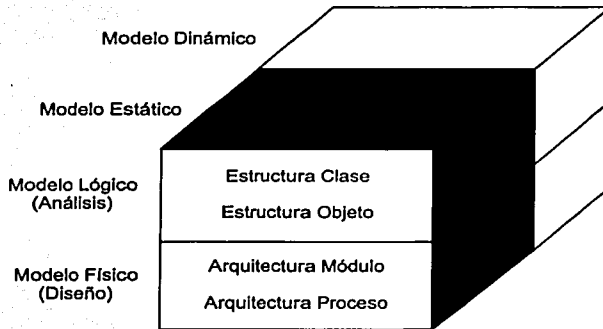 Modelo Dinámico
Modelo Estático
Modelo Lógico
(Análisis)
Estructura Clase
Estructura Objeto
Modelo Físico
(Diseño)
Arquitectura Módulo
Arquitectura Proceso